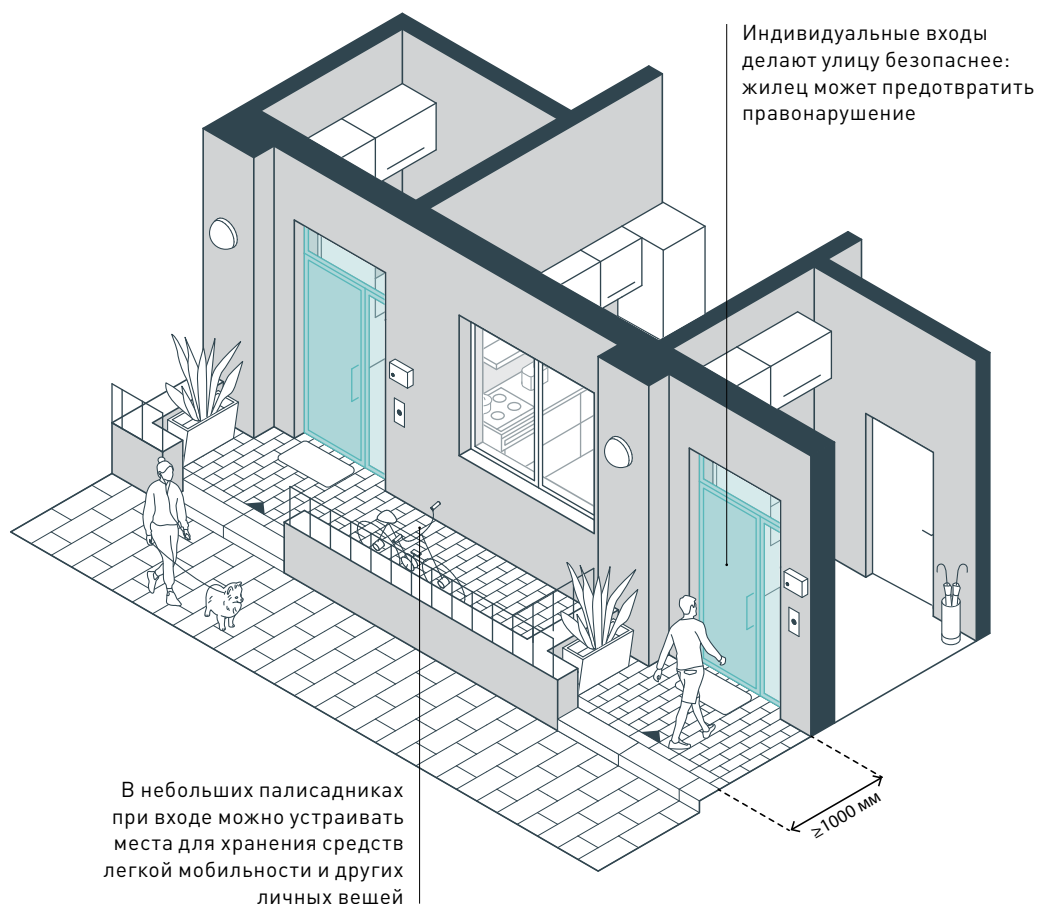 Индивидуальные входы
делают улицу безопаснее:
жилец может предотвратить
правонарушение
≥1000 мм
В небольших палисадниках
при входе можно устраивать
места для хранения средств
легкой мобильности и других
личных вещей